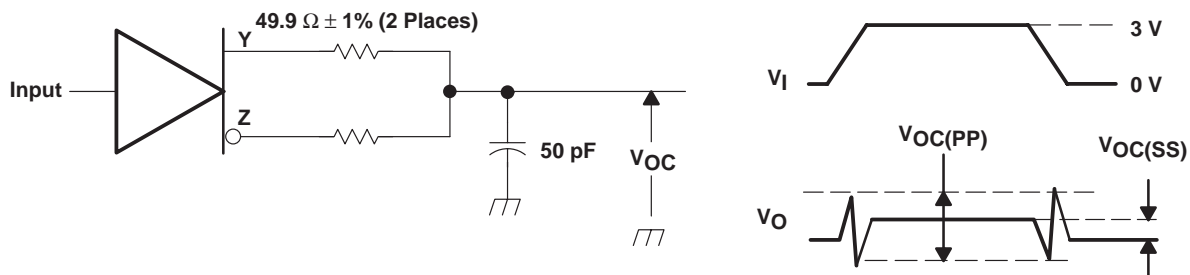 49.9 Ω ± 1% (2 Places)
Y
Input
Z
50 pF
VOC
3 V
VI
0 V
VOC(PP)
VOC(SS)
VO